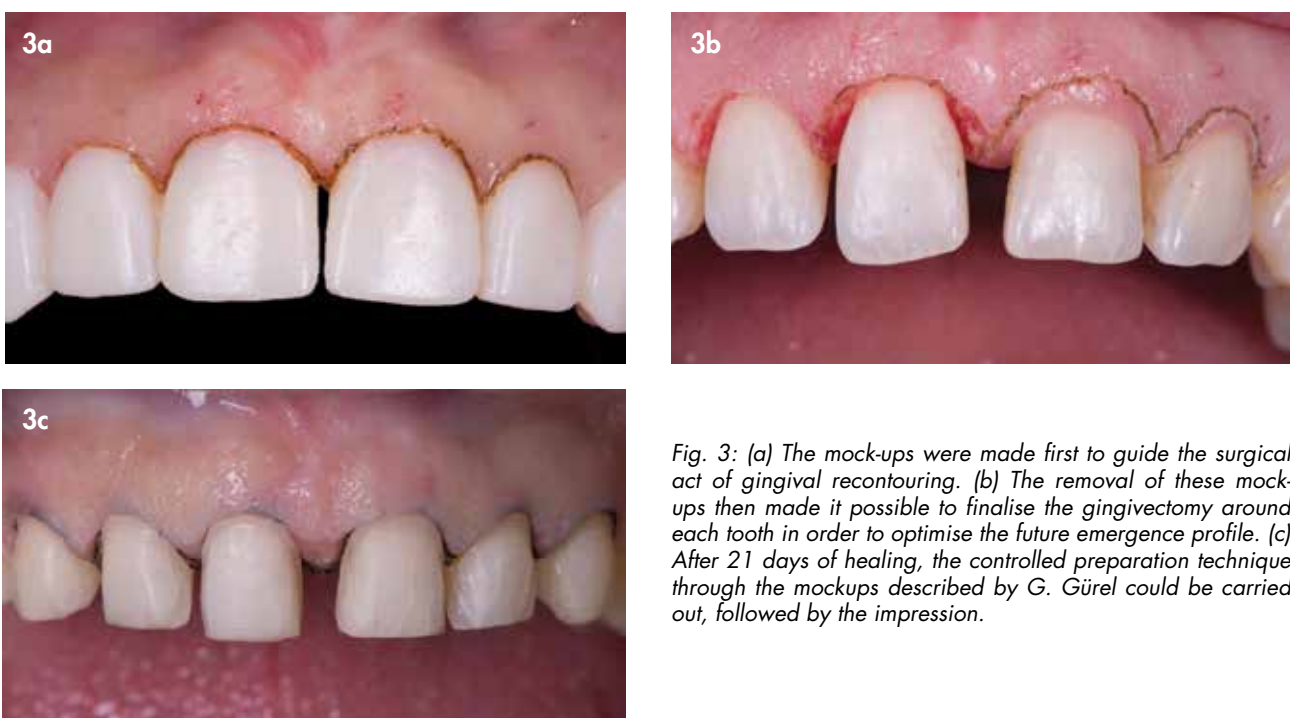 3a
3b
3c
Fig. 3: (a) The mock-ups were made first to guide the surgical
act of gingival recontouring. (b) The removal of these mock-
ups then made it possible to finalise the gingivectomy around
each tooth in order to optimise the future emergence profile. (c)
After 21 days of healing, the controlled preparation technique
through the mockups described by G. Gürel could be carried
out, followed by the impression.